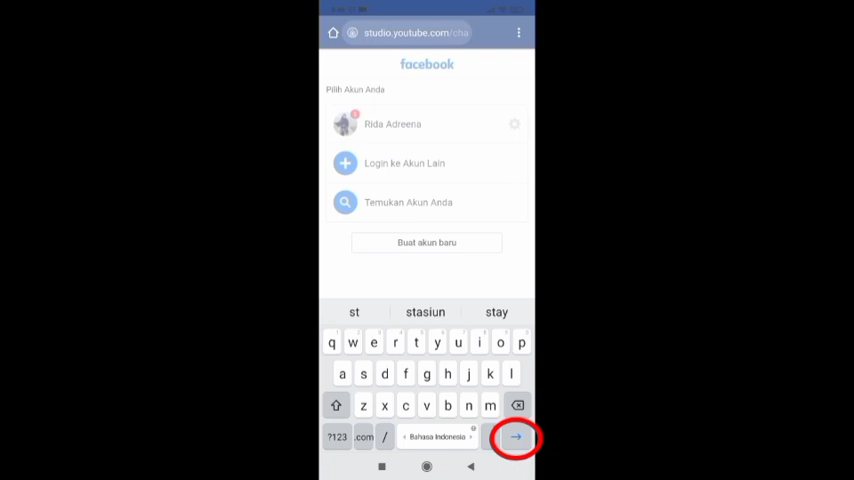 studio.youtube.com/cha
facebook
Pilih Akun Anda
Rida Adreena
Login ke Akun Lain
Temukan Akun Anda
Buat akun baru
st stasiun stay
q w e r t y u i o p
a s d f g h j k l
z x c v b n m
?123 .com / Bahasa Indonesia